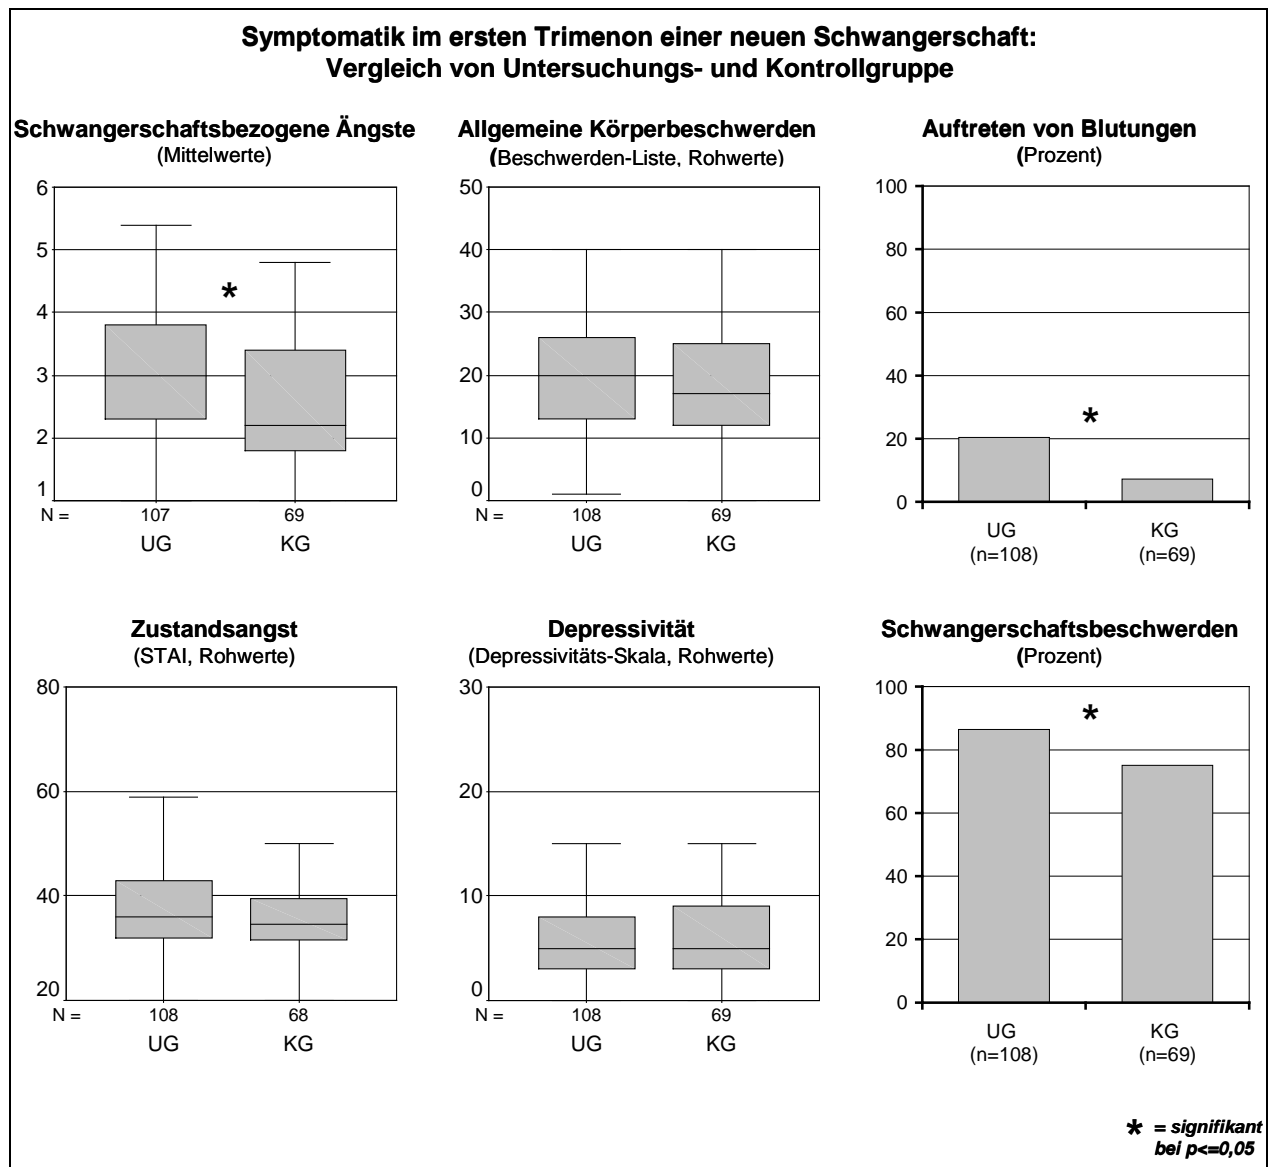 Symptomatik im ersten Trimenon einer neuen Schwangerschaft:
Vergleich von Untersuchungs- und Kontrollgruppe
Schwangerschaftsbezogene Ängste
(Mittelwerte)
6
5
4
3
2
1
*
N =
107
69
UG
KG
Allgemeine Körperbeschwerden
(Beschwerden-Liste, Rohwerte)
50
40
30
20
10
0
N =
108
69
UG
KG
Auftreten von Blutungen
(Prozent)
100
80
60
40
20
0
*
UG
KG
(n=108)
(n=69)
Zustandsangst
(STAI, Rohwerte)
80
60
40
20
N =
108
68
UG
KG
Depressivität
(Depressivitäts-Skala, Rohwerte)
30
20
10
0
N =
108
69
UG
KG
Schwangerschaftsbeschwerden
(Prozent)
100
80
60
40
20
0
*
UG
KG
(n=108)
(n=69)
* = signifikant
bei p<=0,05